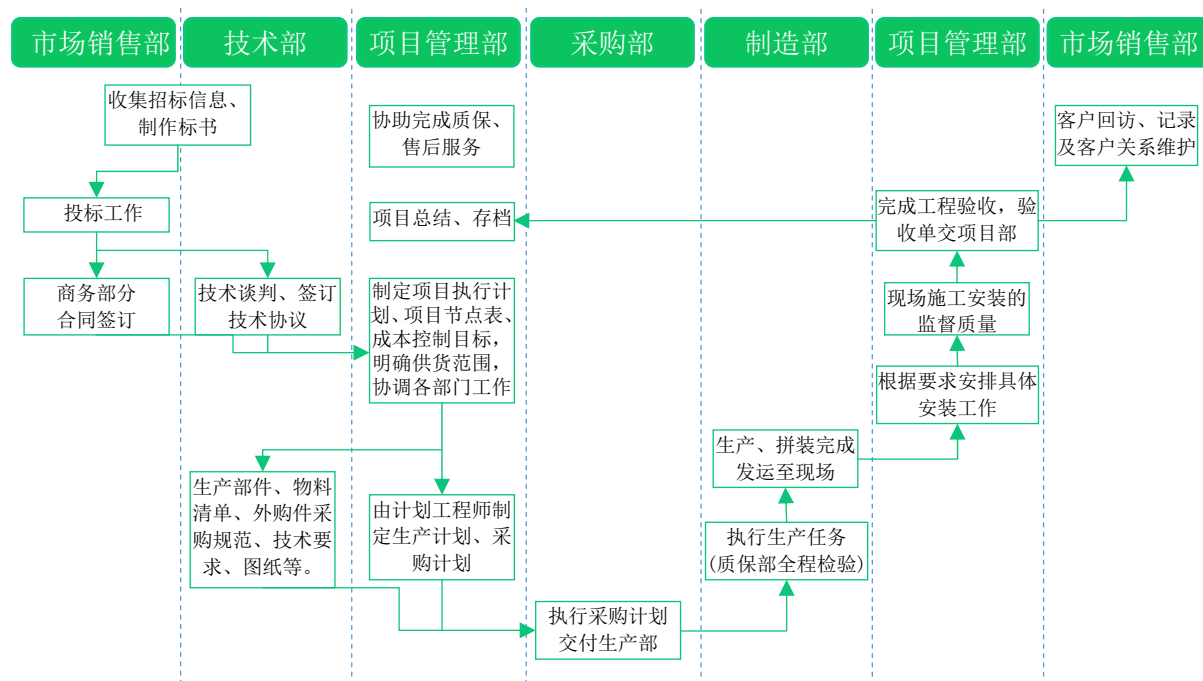 市场销售部
技术部
项目管理部
采购部
制造部
项目管理部
市场销售部
收集招标信息、
制作标书
投标工作
商务部分
合同签订
技术谈判、签订
技术协议
生产部件、物料
清单、外购件采
购规范、技术要
求、图纸等。
协助完成质保、
售后服务
项目总结、存档
制定项目执行计
划、项目节点表、
成本控制目标，
明确供货范围，
协调各部门工作
由计划工程师制
定生产计划、采
购计划
执行采购计划
交付生产部
生产、拼装完成
发运至现场
执行生产任务
(质保部全程检验)
完成工程验收，验
收单交项目部
现场施工安装的
监督质量
根据要求安排具体
安装工作
客户回访、记录
及客户关系维护